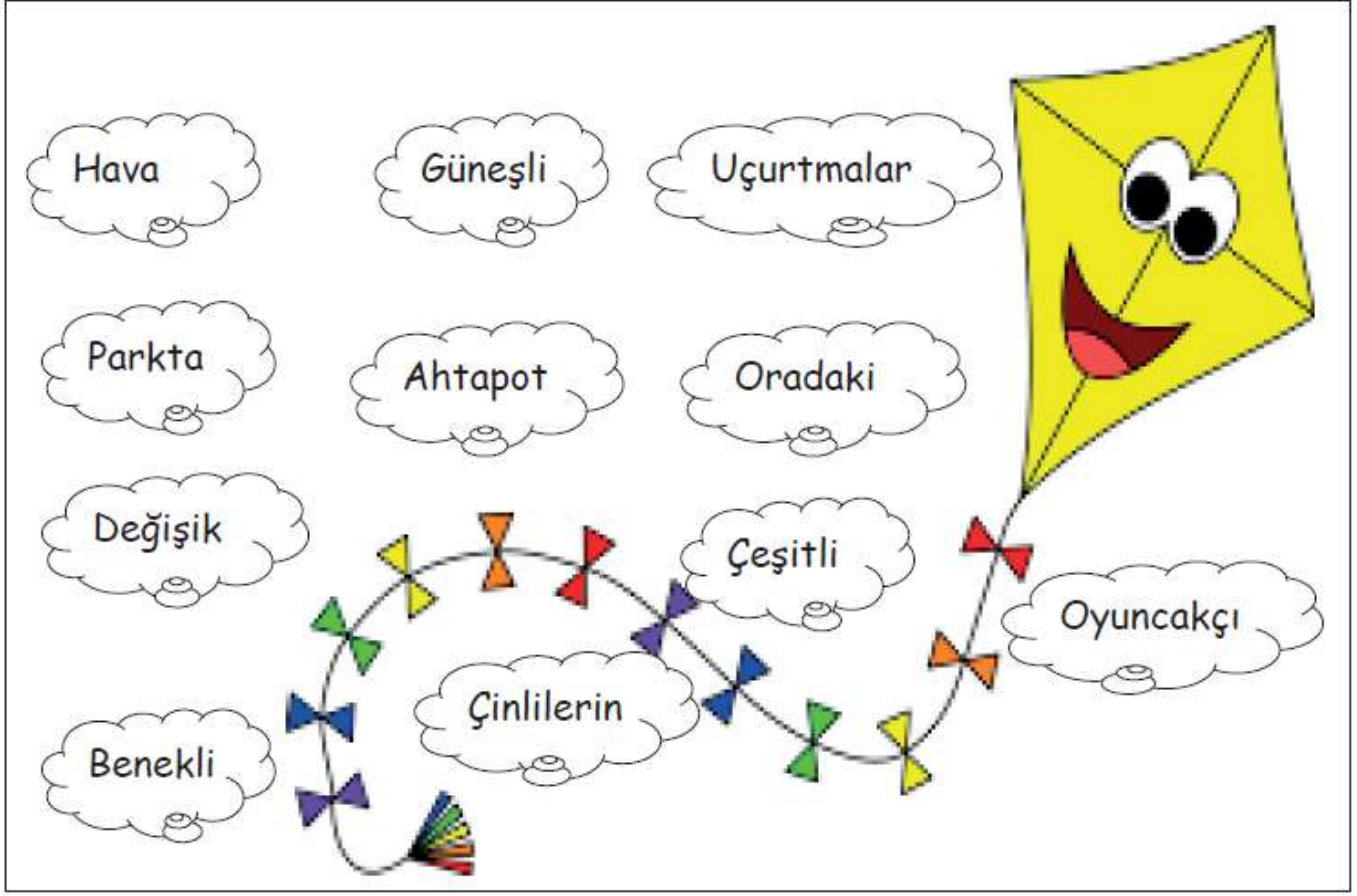 Hava
Güneşli
Uçurtmalar
Parkta
Ahtapot
Oradaki
Değişik
Çeşitli
Oyuncakçı
Çinlilerin
Benekli